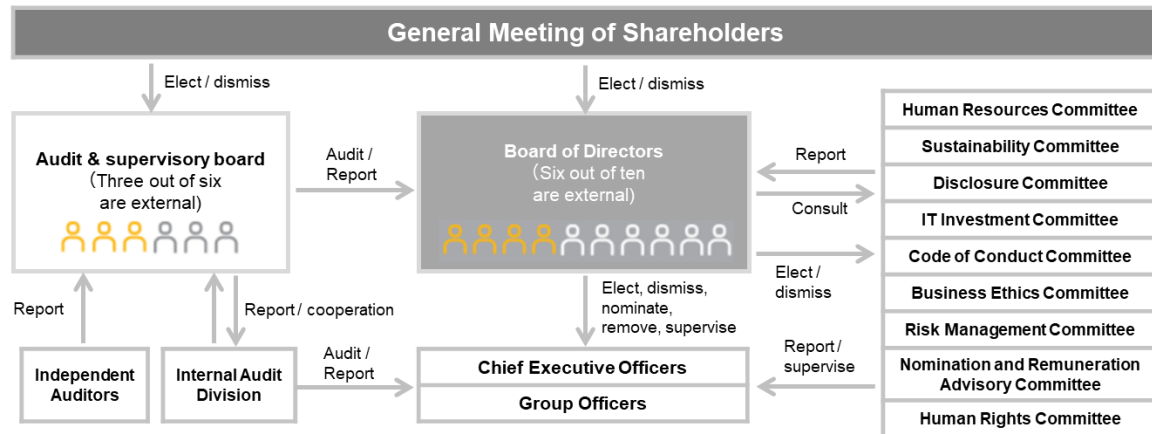 General Meeting of Shareholders
Elect / dismiss
Elect / dismiss
Audit & supervisory board
(Three out of six
are external)
Audit /
Report
Board of Directors
(Six out of ten
are external)
Report
Consult
Elect /
dismiss
Human Resources Committee
Sustainability Committee
Disclosure Committee
IT Investment Committee
Code of Conduct Committee
Business Ethics Committee
Risk Management Committee
Nomination and Remuneration
Advisory Committee
Human Rights Committee
Report
Report / cooperation
Elect, dismiss,
nominate,
remove, supervise
Report /
supervise
Independent
Auditors
Internal Audit
Division
Audit /
Report
Chief Executive Officers
Group Officers